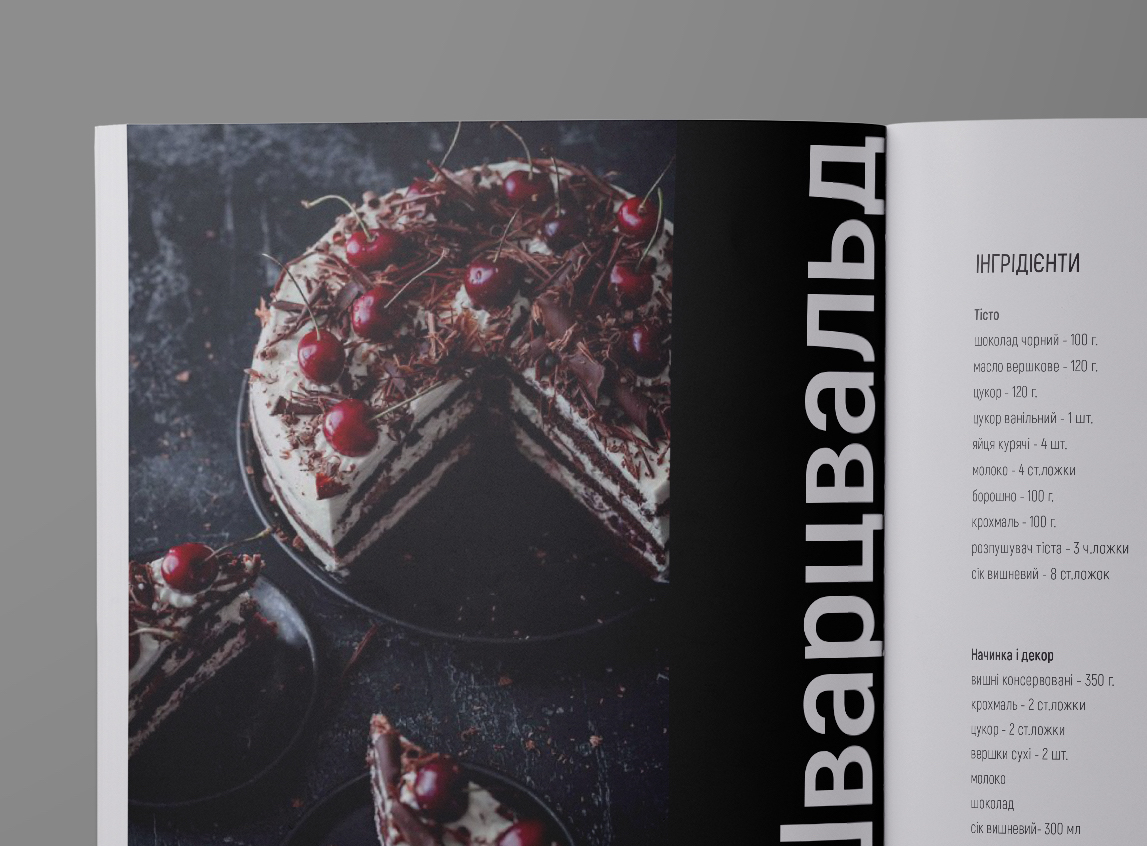 Шварцвальд
ІНГРІДІЄНТИ
Тісто
шоколад чорний - 100 г.
масло вершкове - 120 г.
цукор - 120 г.
цукор ванільний - 1 шт.
яйця курячі - 4 шт.
молоко - 4 ст.ложки
борошно - 100 г.
крохмаль - 100 г.
розпушувач тіста - 3 ч.ложки
сік вишневий - 8 ст.ложок
Начинка і декор
вишні консервовані - 350 г.
крохмаль - 2 ст.ложки
цукор - 2 ст.ложки
вершки сухі - 2 шт.
молоко
шоколад
сік вишневий- 300 мл